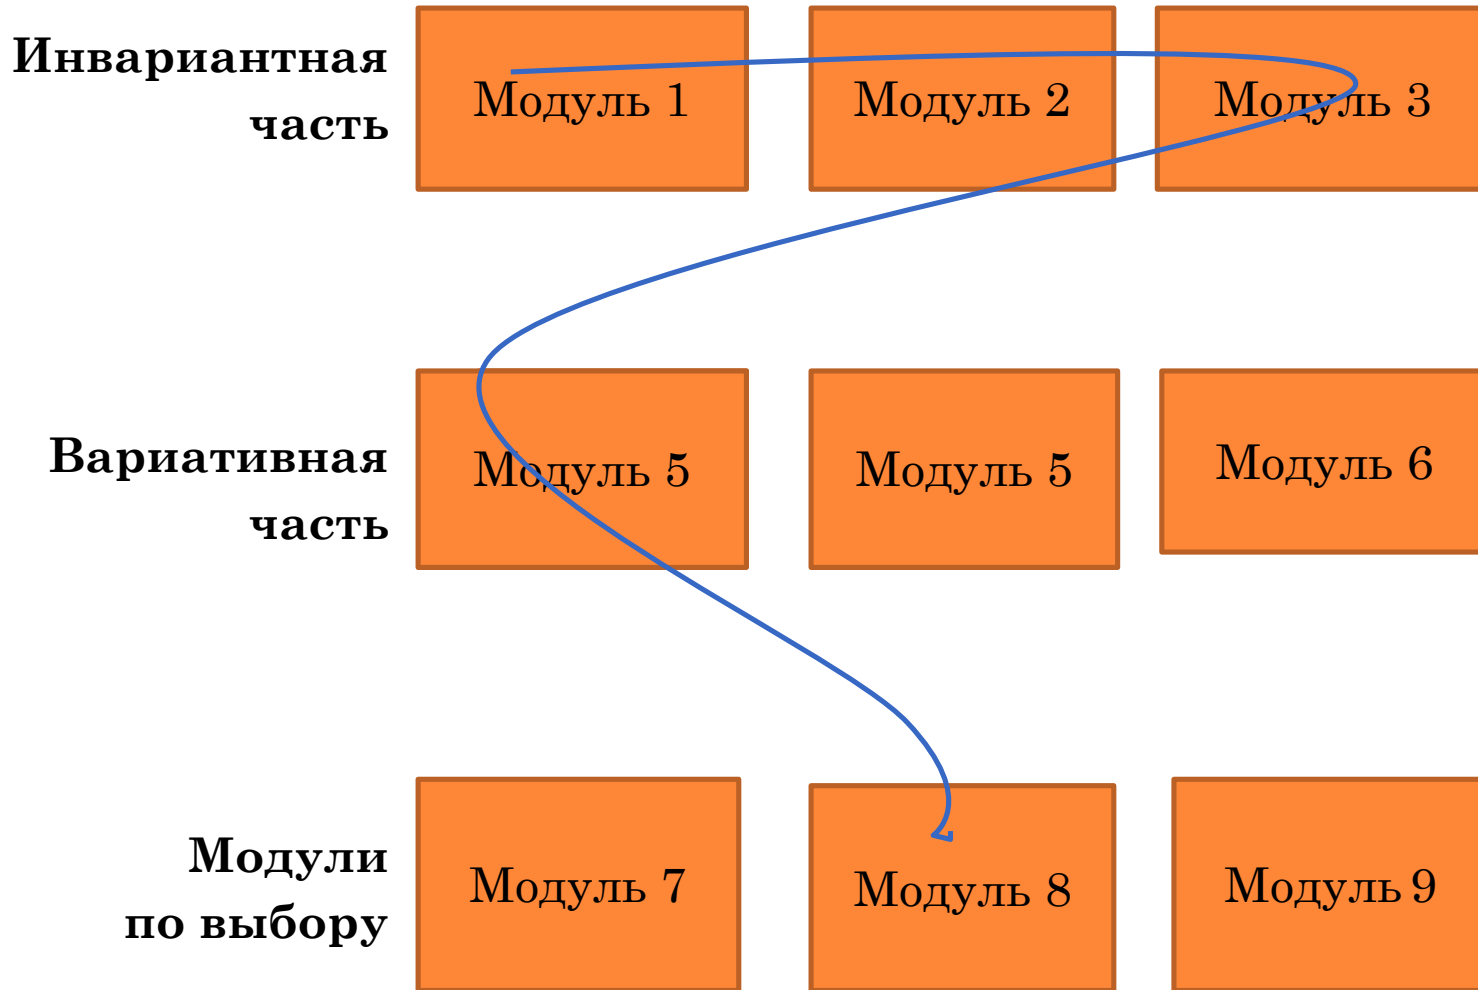 Инвариантная
часть
Модуль 1
Модуль 2
Модуль 3
Вариативная
часть
Модуль 5
Модуль 5
Модуль 6
Модули
по выбору
Модуль 7
Модуль 8
Модуль 9